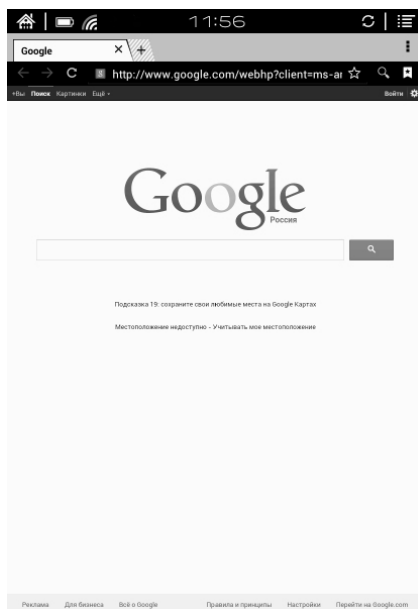 11:56
Google
http://www.google.com/webhp?client=ms-ar
+Вы Поиск Картинки Ещё Войти
Google
Россия
Подсказка 19: сохраните свои любимые места на Google Картах
Местоположение недоступно - Учитывать мое местоположение
Реклама Для бизнеса Всё о Google Правила и принципы Настройки Перейти на Google.com